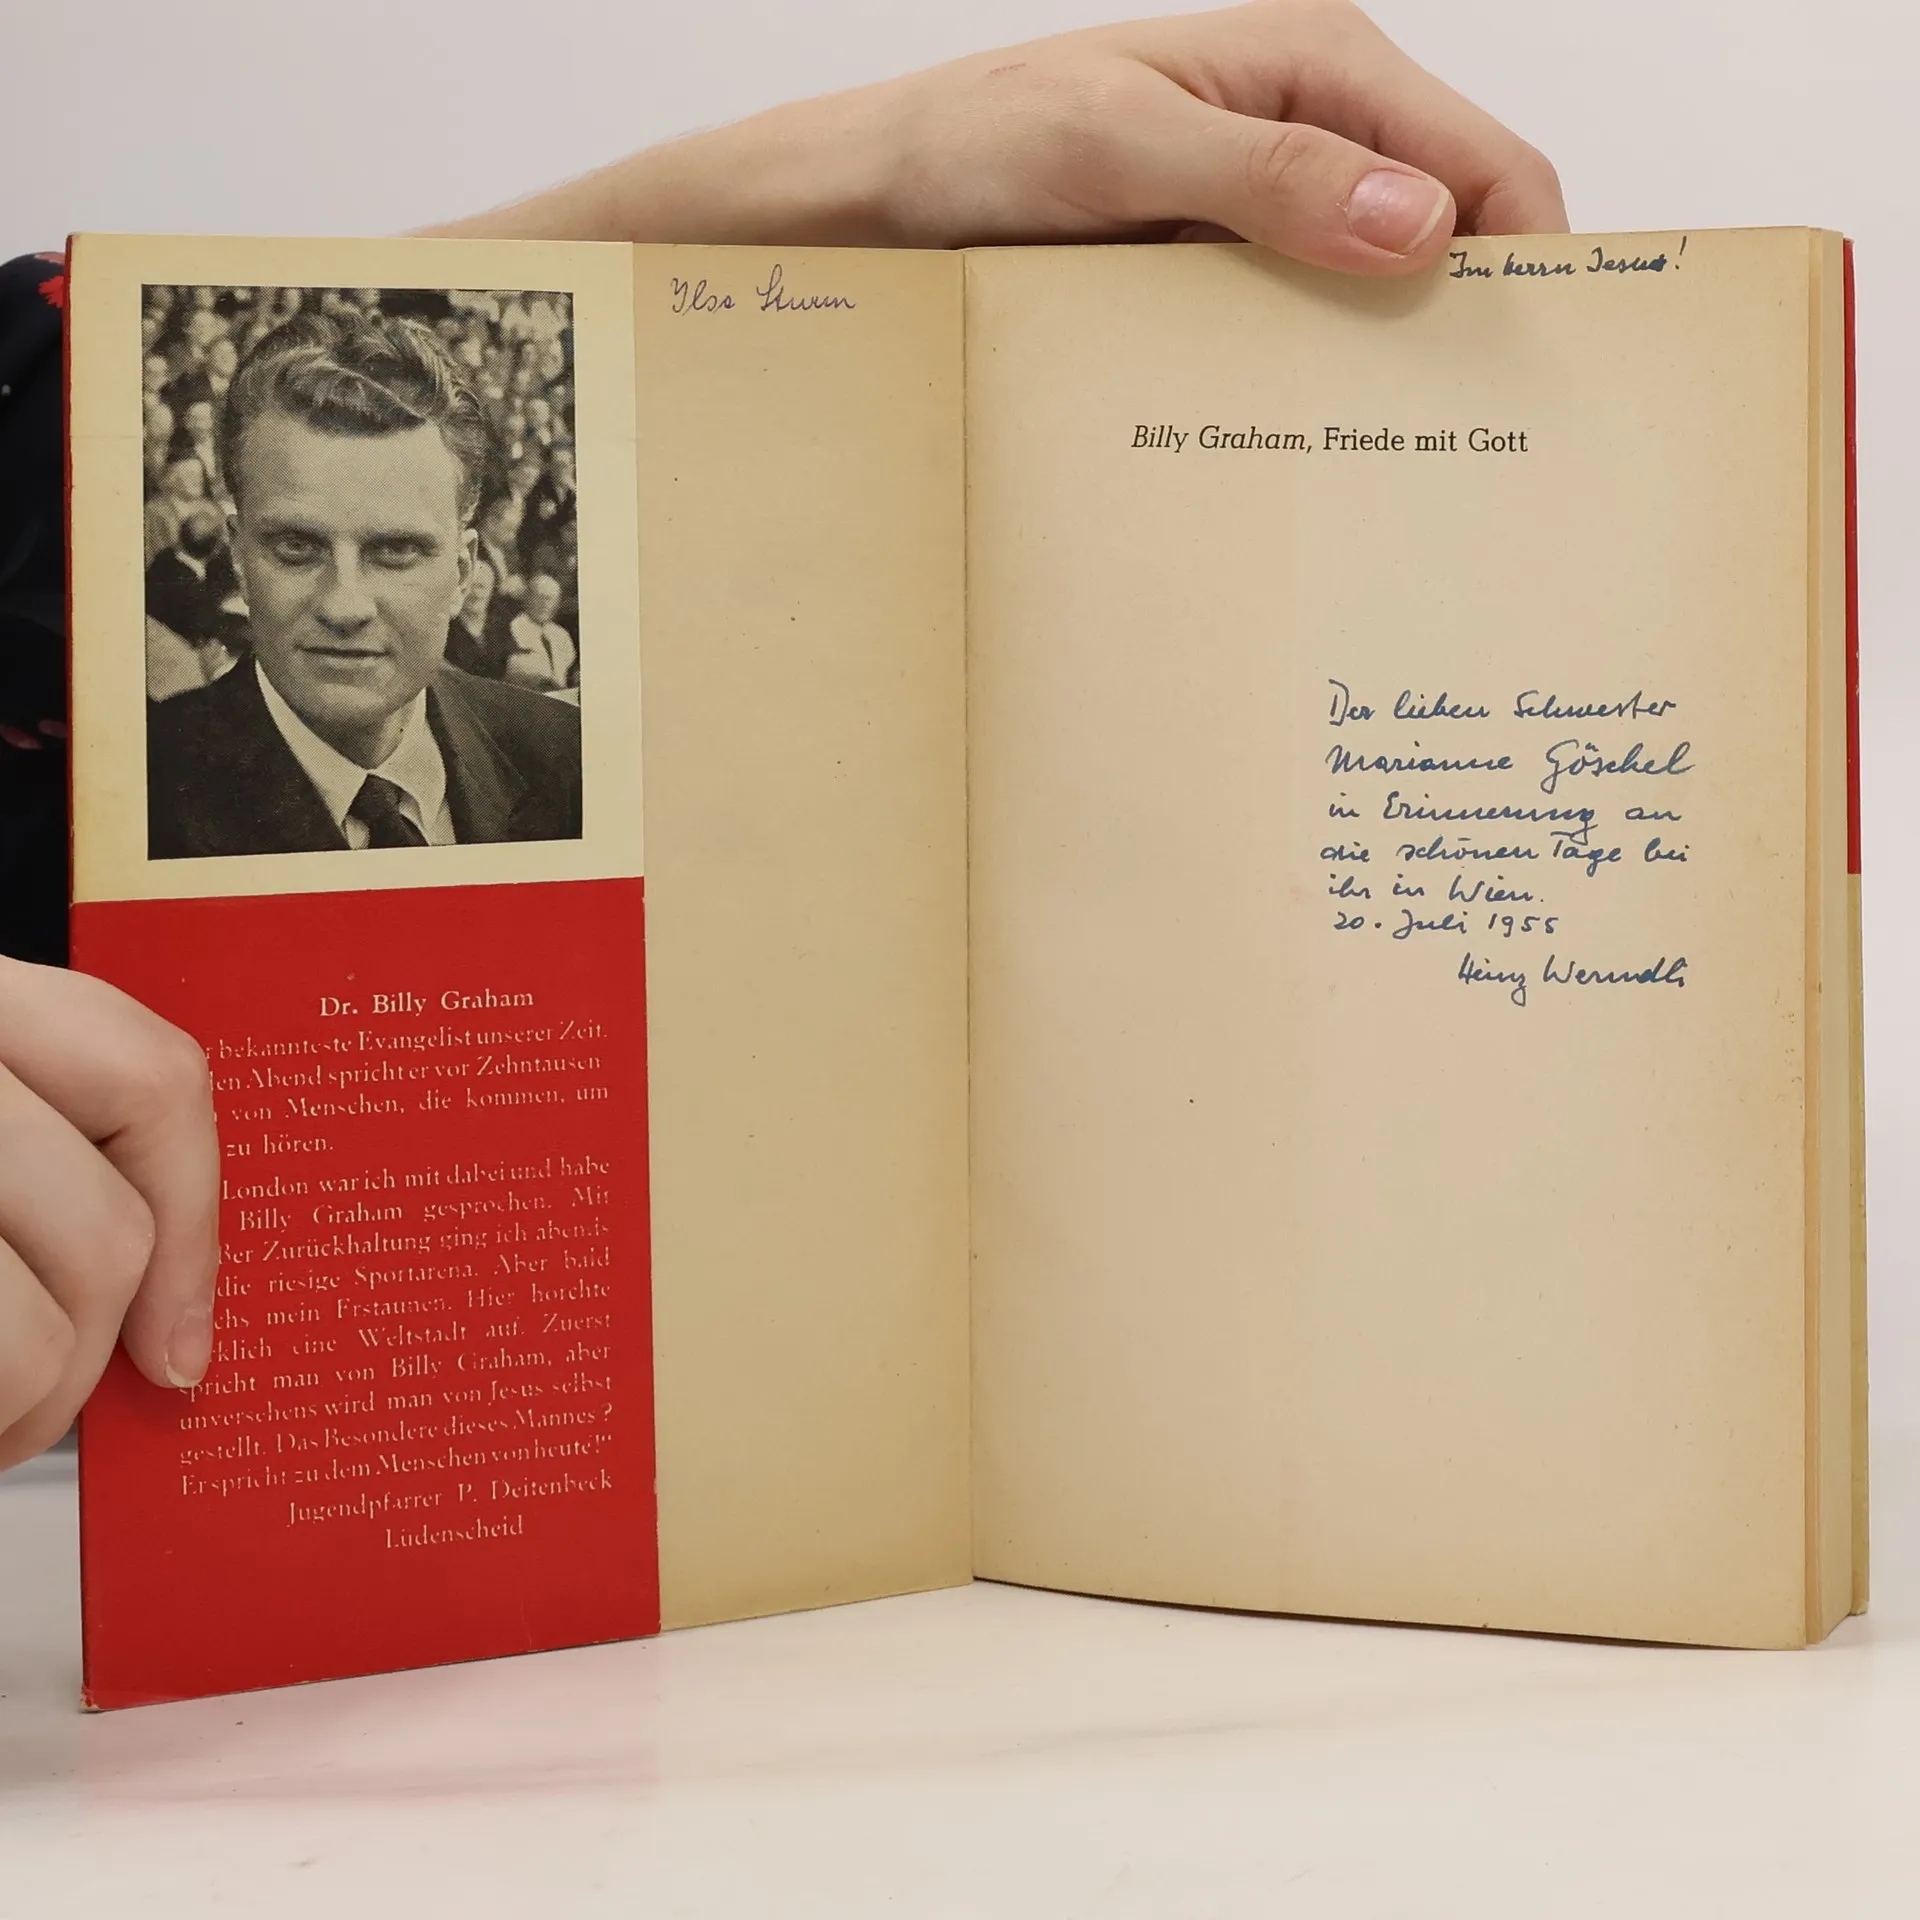 Ilse Sturm
Im Herrn Jesus!
Billy Graham, Friede mit Gott
Der lieben Schwester
Marianne Göschel
in Erinnerung an
die schönen Tage bei
ihr in Wien.
20. Juli 1955
Heinz Werndli
Dr. Billy Graham
bekannteste Evangelist unserer Zeit.
Abend spricht er vor Zehntausen
von Menschen, die kommen, um
zu hören.
London war ich mit dabei und habe
Billy Graham gesprochen. Mit
ßer Zurückhaltung ging ich abends
die riesige Sportarena. Aber bald
chs mein Erstaunen. Hier horchte
rklich eine Weltstadt auf. Zuerst
spricht man von Billy Graham, aber
unversehens wird man von Jesus selbst
gestellt. Das Besondere dieses Mannes?
Er spricht zu dem Menschen von heute!“
Jugendpfarrer P. Deitenbeck
Lüdenscheid